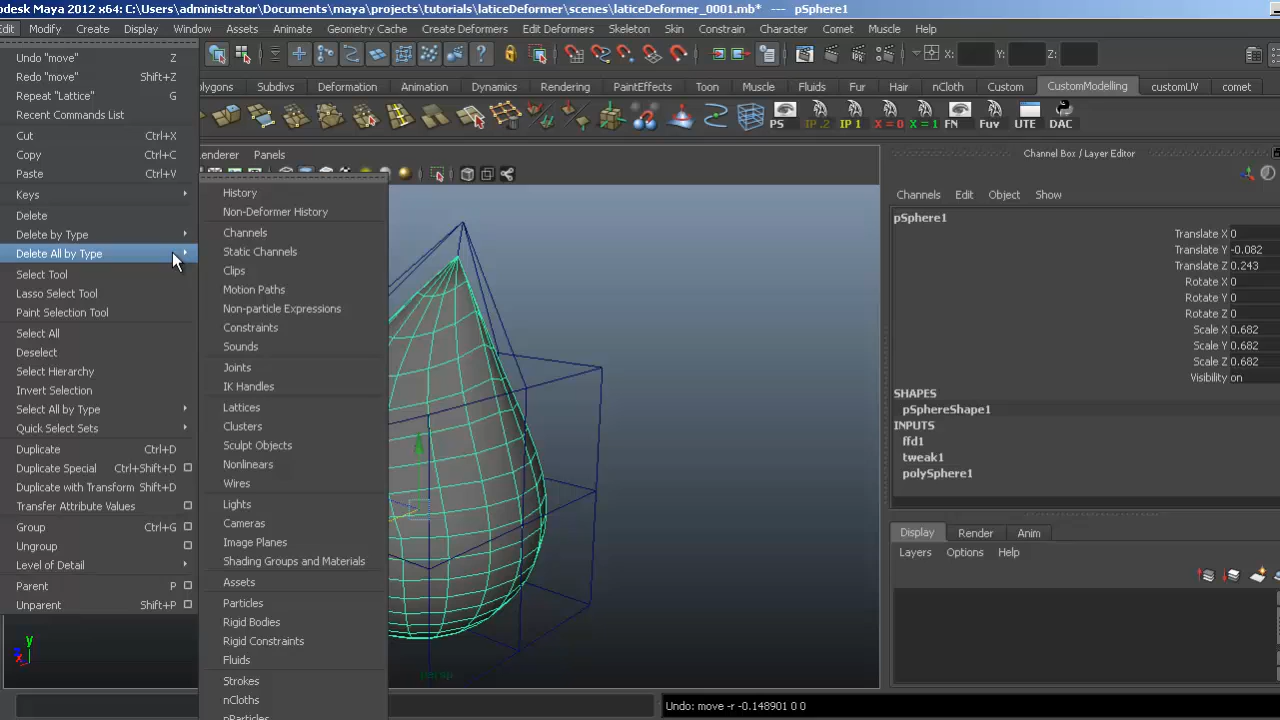 odesk Maya 2012 x64: C:\Users\administrator\Documents\maya\projects\tutorials\laticeDeformer\scenes\laticeDeformer_0001.mb* --- pSphere1
dit Modify Create Display Window Assets Animate Geometry Cache Create Deformers Edit Deformers Skeleton Skin Constrain Character Comet Muscle Help
X: Y: Z:
olygons Subdivs Deformation Animation Dynamics Rendering PaintEffects Toon Muscle Fluids Fur Hair nCloth Custom CustomModelling customUV comet
PS IP .2 IP 1 X = 0 X = 1 FN Fuv UTE DAC
enderer Panels
Undo "move" Z
Redo "move" Shift+Z
Repeat "Lattice" G
Recent Commands List
Cut Ctrl+X
Copy Ctrl+C
Paste Ctrl+V
Keys
Delete
Delete by Type
Delete All by Type
Select Tool
Lasso Select Tool
Paint Selection Tool
Select All
Deselect
Select Hierarchy
Invert Selection
Select All by Type
Quick Select Sets
Duplicate Ctrl+D
Duplicate Special Ctrl+Shift+D
Duplicate with Transform Shift+D
Transfer Attribute Values
Group Ctrl+G
Ungroup
Level of Detail
Parent P
Unparent Shift+P
History
Non-Deformer History
Channels
Static Channels
Clips
Motion Paths
Non-particle Expressions
Constraints
Sounds
Joints
IK Handles
Lattices
Clusters
Sculpt Objects
Nonlinears
Wires
Lights
Cameras
Image Planes
Shading Groups and Materials
Assets
Particles
Rigid Bodies
Rigid Constraints
Fluids
Strokes
nCloths
nParticles
persp
y
x z
Channel Box / Layer Editor
Channels Edit Object Show
pSphere1
Translate X 0
Translate Y -0.082
Translate Z 0.243
Rotate X 0
Rotate Y 0
Rotate Z 0
Scale X 0.682
Scale Y 0.682
Scale Z 0.682
Visibility on
SHAPES
pSphereShape1
INPUTS
ffd1
tweak1
polySphere1
Display Render Anim
Layers Options Help
Undo: move -r -0.148901 0 0